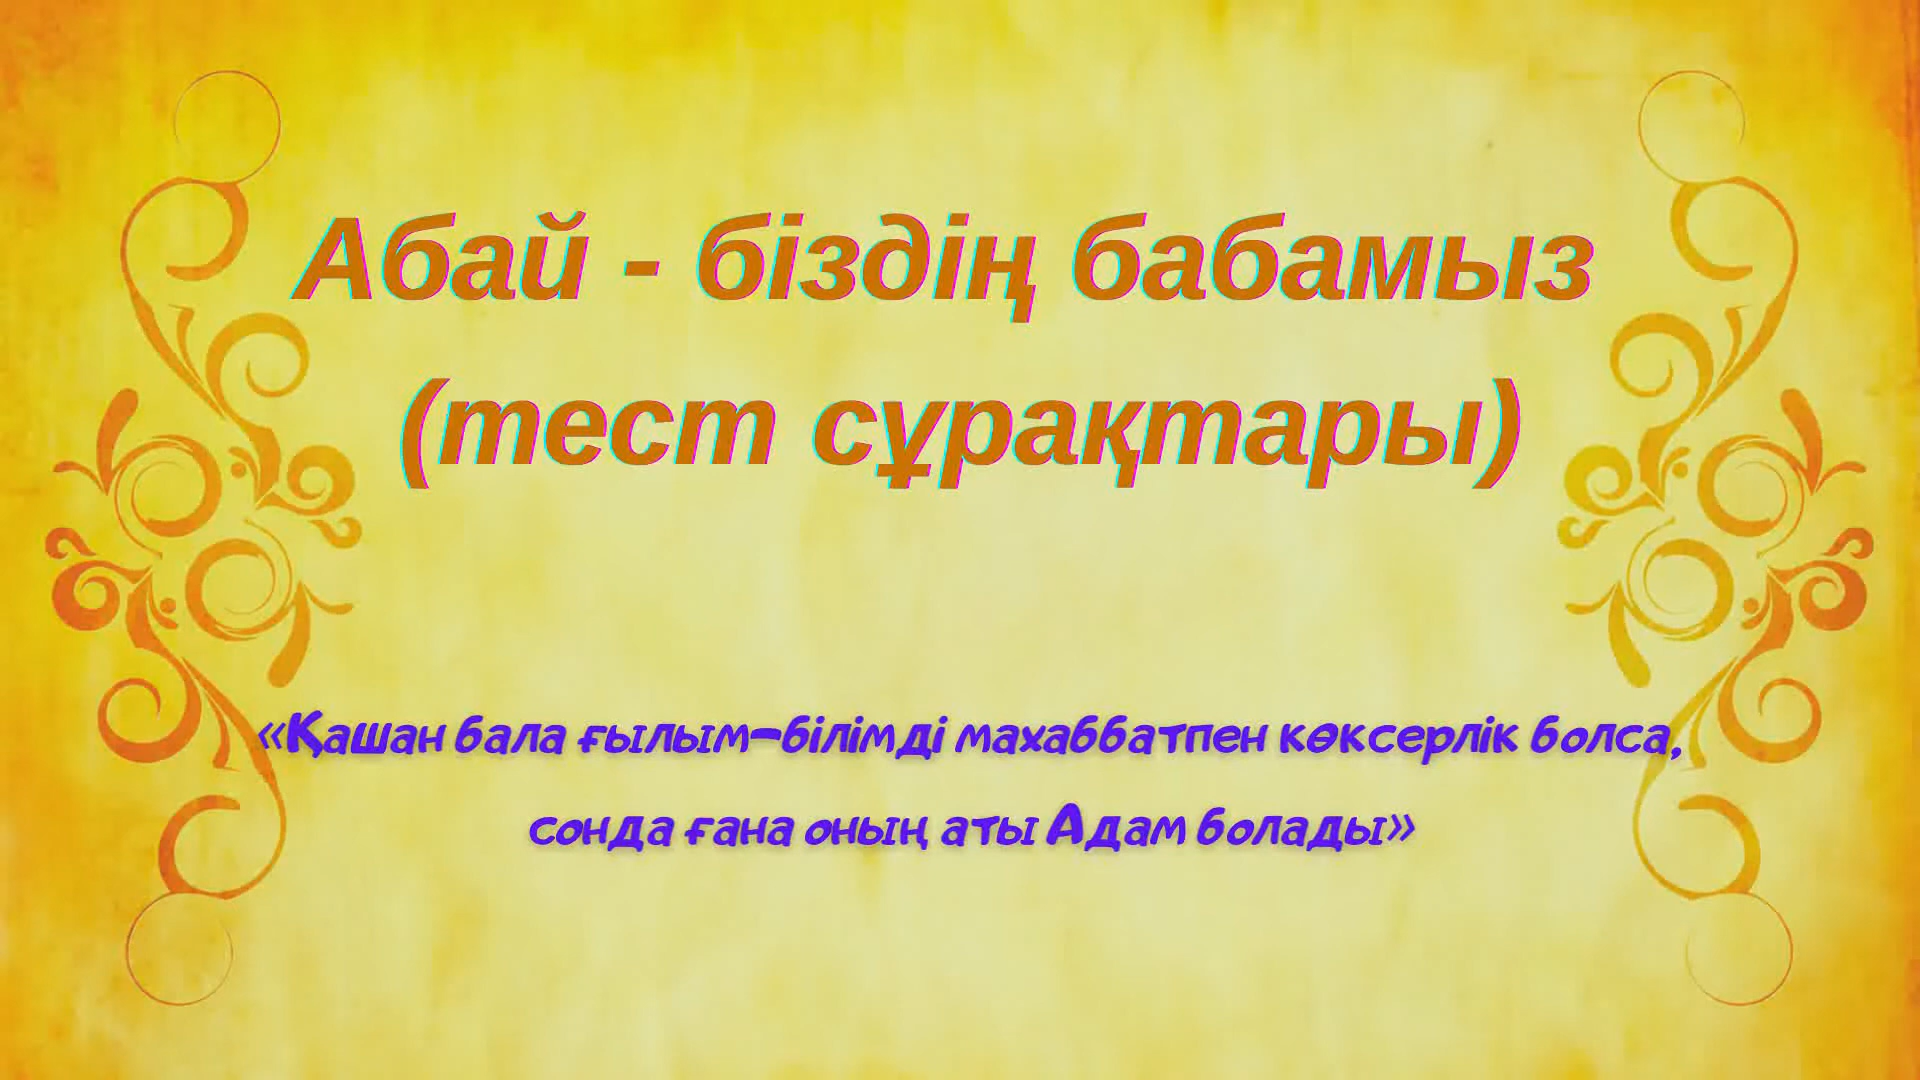 Абай - біздің бабамыз
(тест сұрақтары)
«Қашан бала ғылым-білімді махаббатпен көксерлік болса,
сонда ғана оның аты Адам болады»